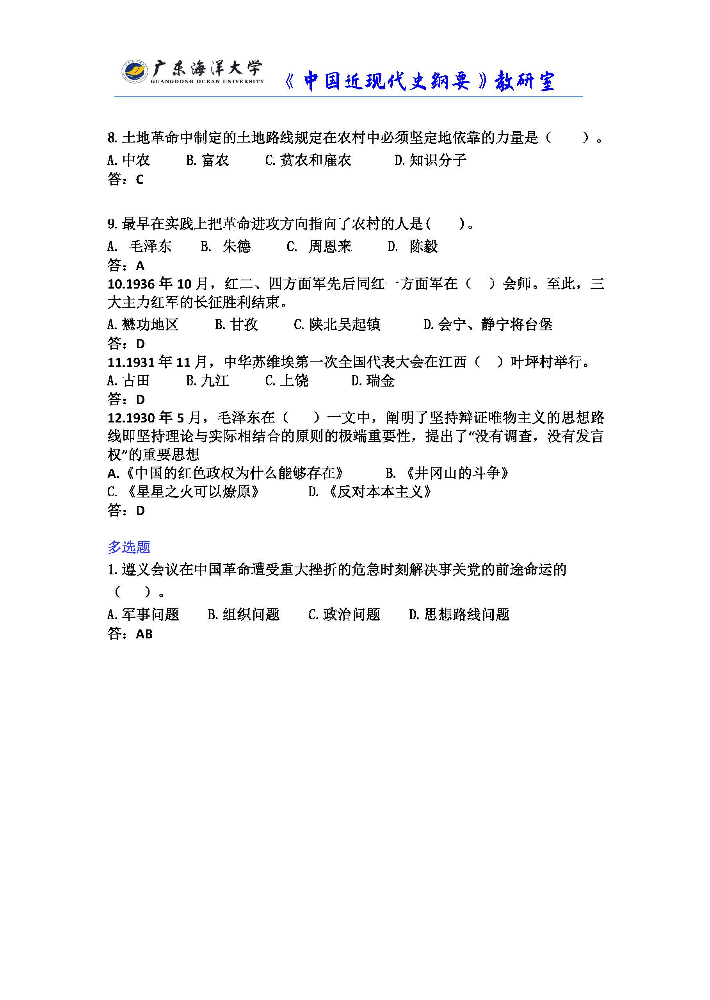 广东海洋大学
GUANGDONG OCEAN UNIVERSITY
《中国近现代史纲要》教研室
8. 土地革命中制定的土地路线规定在农村中必须坚定地依靠的力量是（　　）。
A. 中农　　B. 富农　　C. 贫农和雇农　　D. 知识分子
答：C
9. 最早在实践上把革命进攻方向指向了农村的人是(　　)。
A. 毛泽东　　B. 朱德　　C. 周恩来　　D. 陈毅
答：A
10.1936 年 10 月，红二、四方面军先后同红一方面军在（　）会师。至此，三
大主力红军的长征胜利结束。
A. 懋功地区　　B. 甘孜　　C. 陕北吴起镇　　D. 会宁、静宁将台堡
答：D
11.1931 年 11 月，中华苏维埃第一次全国代表大会在江西（　）叶坪村举行。
A. 古田　　B. 九江　　C. 上饶　　D. 瑞金
答：D
12.1930 年 5 月，毛泽东在（　　）一文中，阐明了坚持辩证唯物主义的思想路
线即坚持理论与实际相结合的原则的极端重要性，提出了“没有调查，没有发言
权”的重要思想
A.《中国的红色政权为什么能够存在》　　B. 《井冈山的斗争》
C. 《星星之火可以燎原》　　D. 《反对本本主义》
答：D
多选题
1. 遵义会议在中国革命遭受重大挫折的危急时刻解决事关党的前途命运的
（　　）。
A. 军事问题　　B. 组织问题　　C. 政治问题　　D. 思想路线问题
答：AB